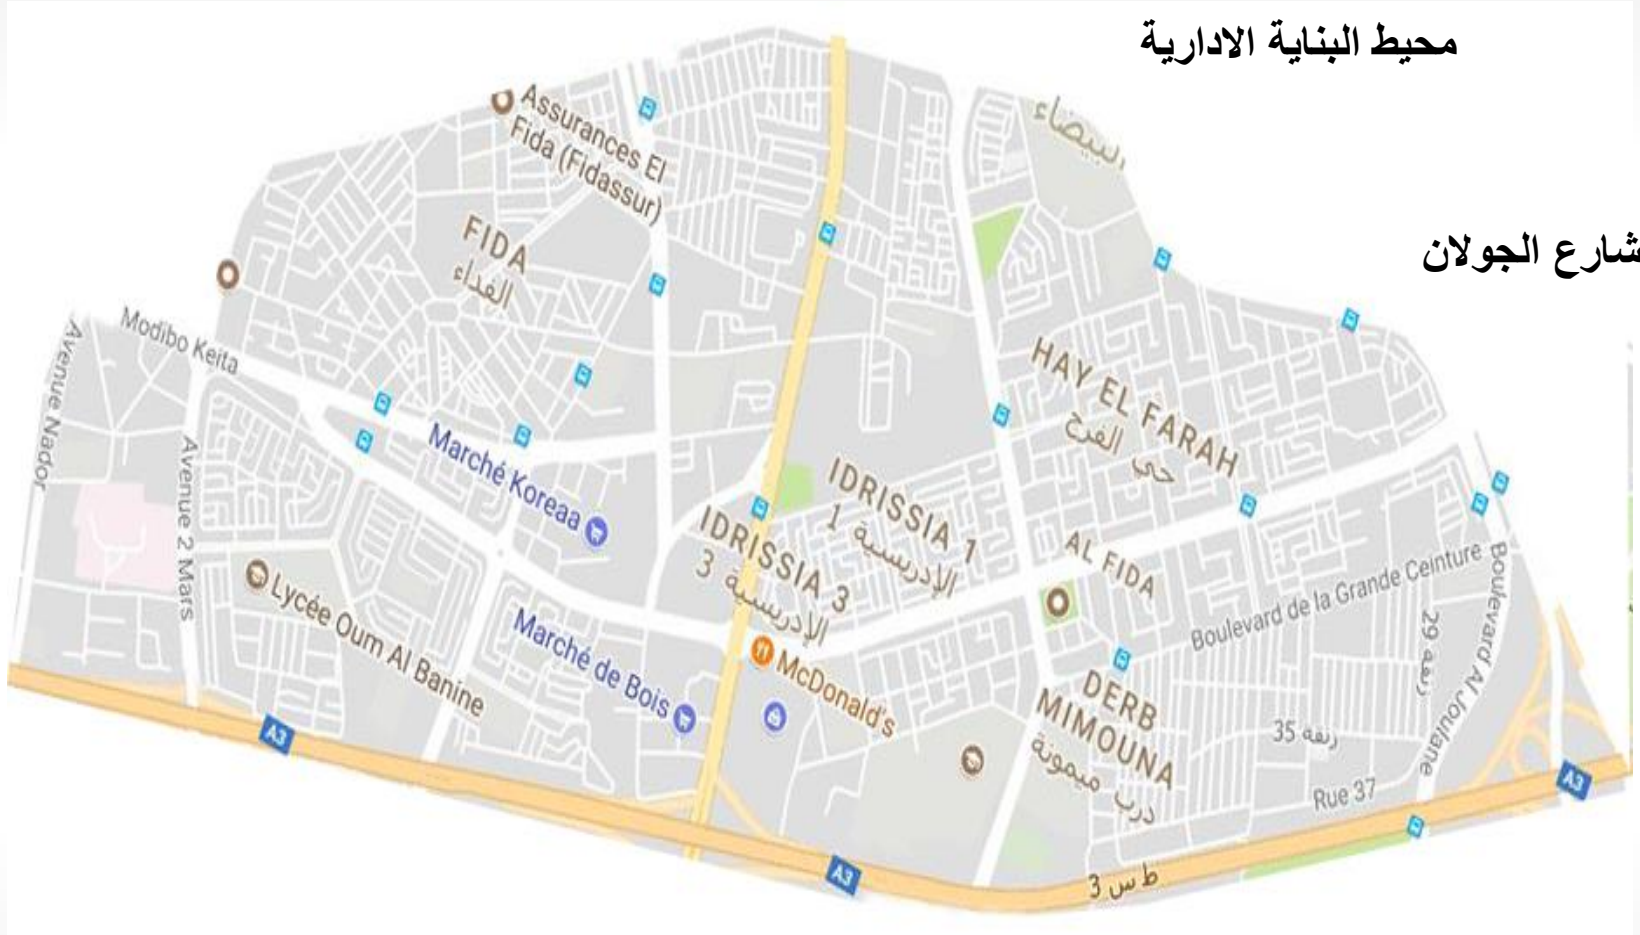 محيط البناية الادارية
شارع الجولان
البيضاء
Assurances El
Fida (Fidassur)
FIDA
الفداء
Modibo Keita
Avenue Nador
Avenue 2 Mars
Marché Koreaa
HAY EL FARAH
حي الفرح
IDRISSIA 1
الإدريسية 1
IDRISSIA 3
الإدريسية 3
AL FIDA
Lycée Oum Al Banine
Marché de Bois
McDonald's
Boulevard de la Grande Ceinture
Boulevard Al Joulane
زنقة 29
DERB
MIMOUNA
درب ميمونة
زنقة 35
Rue 37
A3
A3
A3
ط س 3